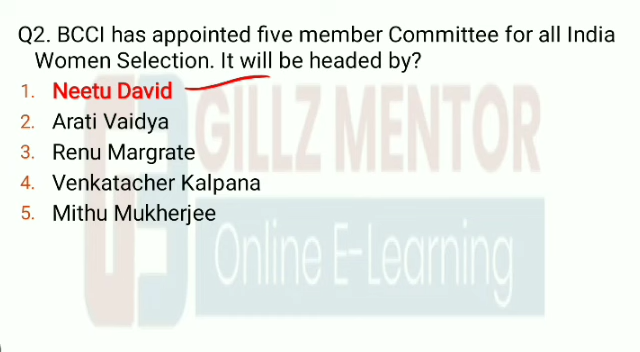 Q2. BCCI has appointed five member Committee for all India
Women Selection. It will be headed by?
1. Neetu David
2. Arati Vaidya
3. Renu Margrate
4. Venkatacher Kalpana
5. Mithu Mukherjee
GILLZ MENTOR
Online E-Learning